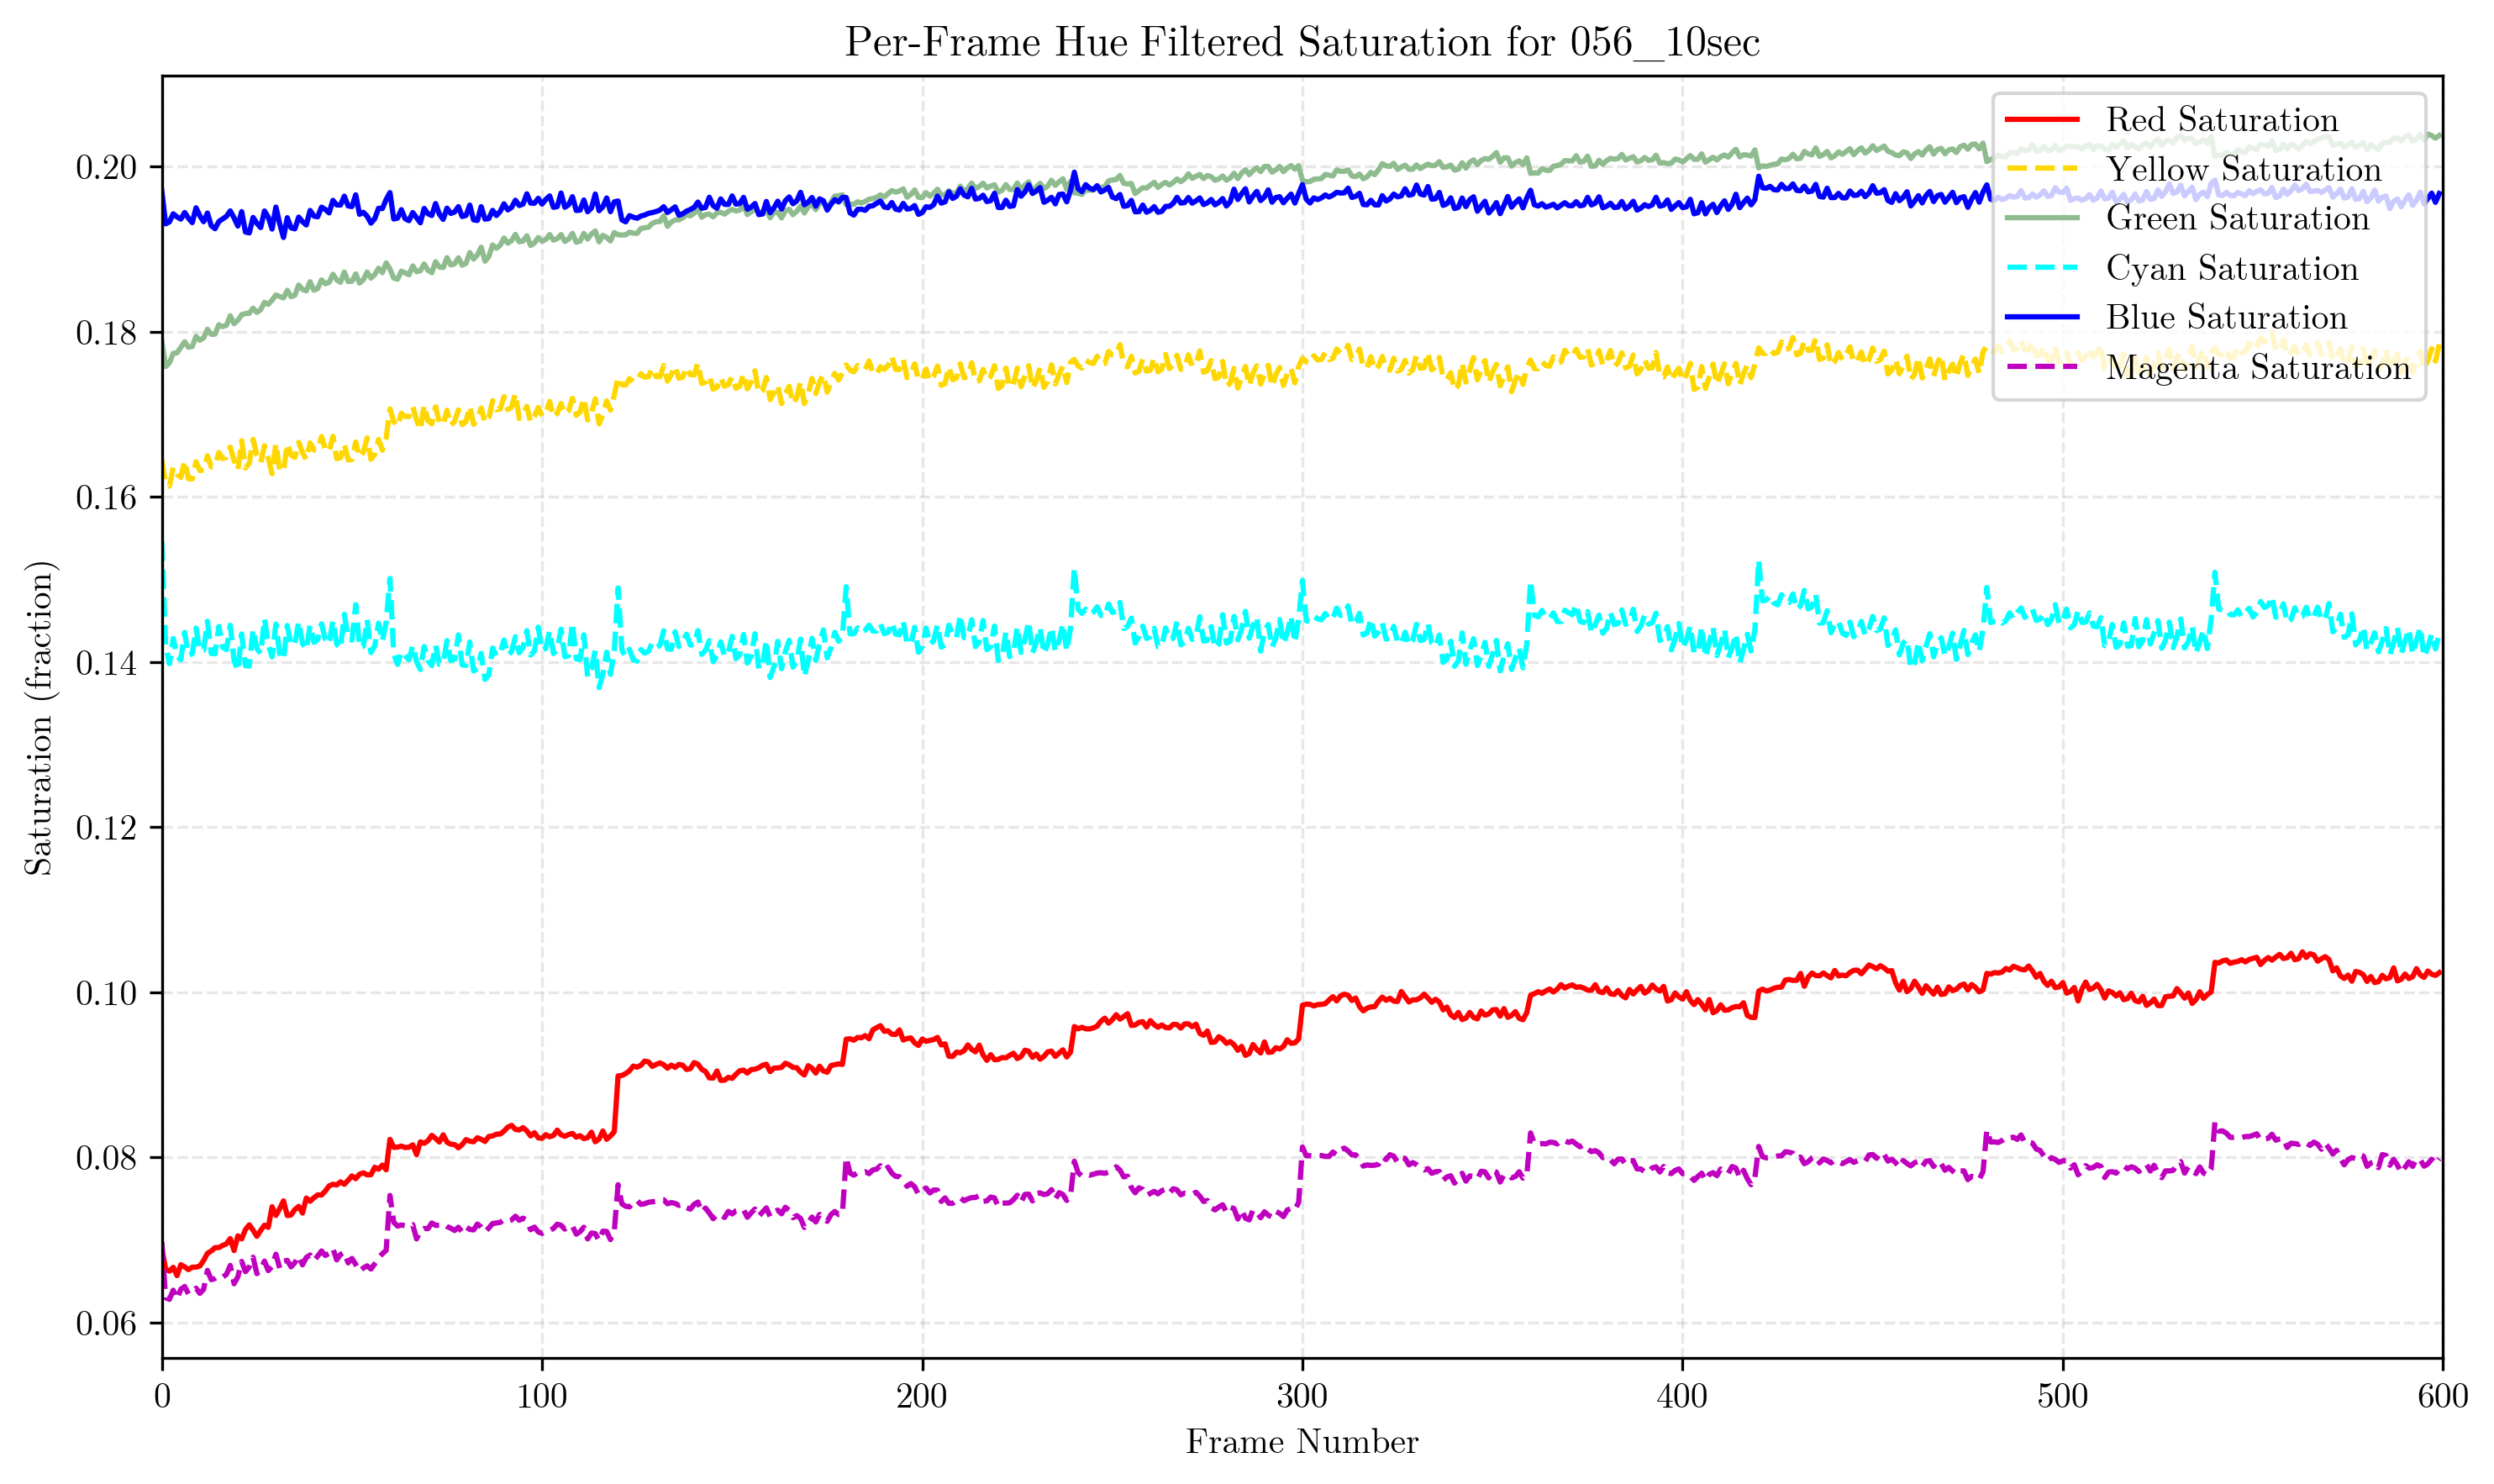 Per-Frame Hue Filtered Saturation for 056_10sec
Saturation (fraction)
0.20
0.18
0.16
0.14
0.12
0.10
0.08
0.06
Red Saturation
Yellow Saturation
Green Saturation
Cyan Saturation
Blue Saturation
Magenta Saturation
0 100 200 300 400 500 600
Frame Number